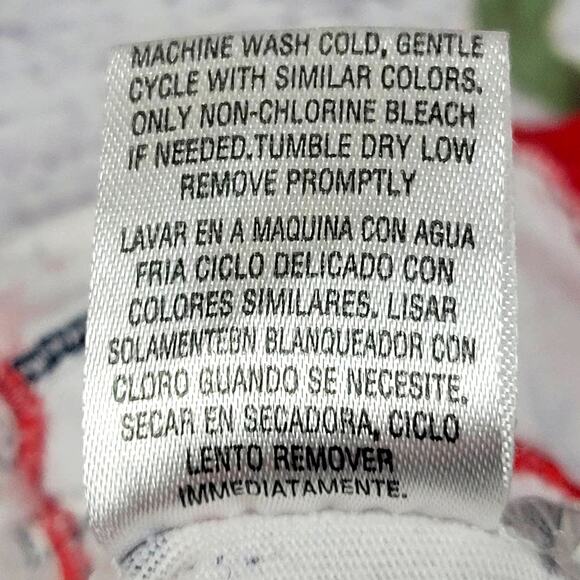 MACHINE WASH COLD, GENTLE
CYCLE WITH SIMILAR COLORS.
ONLY NON-CHLORINE BLEACH
IF NEEDED.TUMBLE DRY LOW
REMOVE PROMPTLY
LAVAR EN A MAQUINA CON AGUA
FRIA CICLO DELICADO CON
COLORES SIMILARES. LISAR
SOLAMENTEEN BLANQUEADOR CON
CLORO QUANDO SE NECESITE.
SECAR EN SECADORA, CICLO
LENTO REMOVER
IMMEDIATAMENTE.